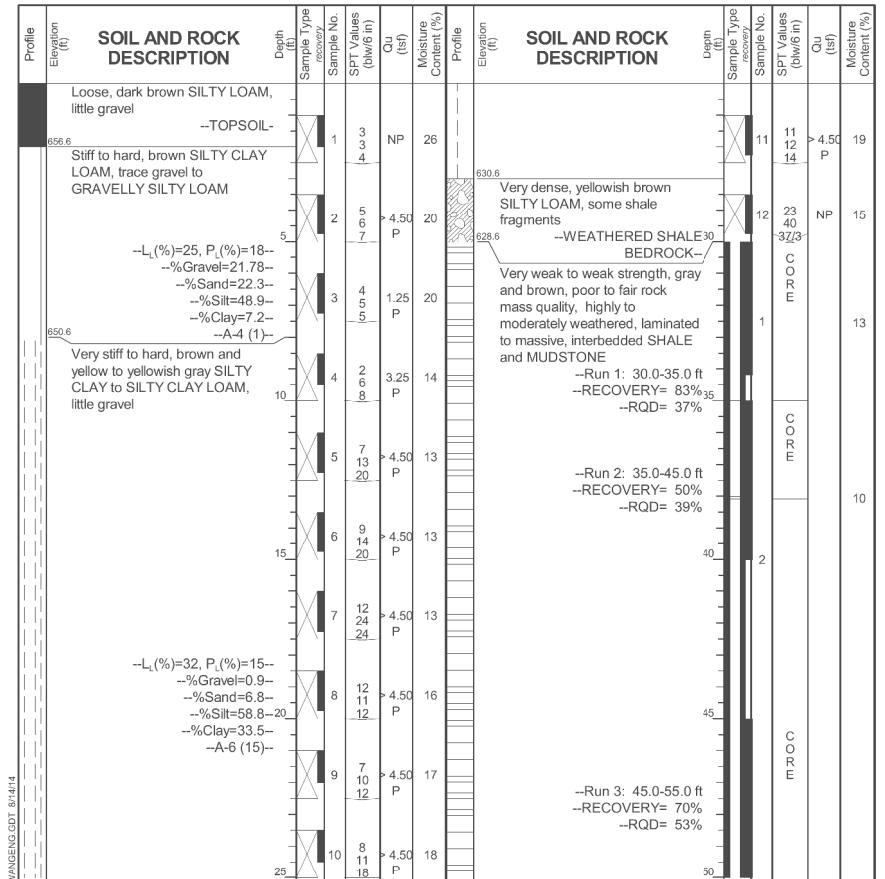 Profile
Elevation (ft)
SOIL AND ROCK
DESCRIPTION
Depth (ft)
Sample Type
recovery
Sample No.
SPT Values (blw/6 in)
Qu (tsf)
Moisture Content (%)
Loose, dark brown SILTY LOAM,
little gravel
--TOPSOIL-
656.6
Stiff to hard, brown SILTY CLAY
LOAM, trace gravel to
GRAVELLY SILTY LOAM
1
3
3
4
NP
26
2
5
6
7
> 4.50
P
20
5
--LL(%)=25, PL(%)=18--
--%Gravel=21.78--
--%Sand=22.3--
--%Silt=48.9--
--%Clay=7.2--
--A-4 (1)--
3
4
5
5
1.25
P
20
650.6
Very stiff to hard, brown and
yellow to yellowish gray SILTY
CLAY to SILTY CLAY LOAM,
little gravel
4
2
6
8
3.25
P
14
10
5
7
13
20
> 4.50
P
13
6
9
14
20
> 4.50
P
13
15
7
12
24
24
> 4.50
P
13
--LL(%)=32, PL(%)=15--
--%Gravel=0.9--
--%Sand=6.8--
--%Silt=58.8--
--%Clay=33.5--
--A-6 (15)--
8
12
11
12
> 4.50
P
16
20
9
7
10
12
> 4.50
P
17
10
8
11
18
> 4.50
P
18
25
WANGENG.GDT 8/14/14
Profile
Elevation (ft)
SOIL AND ROCK
DESCRIPTION
Depth (ft)
Sample Type
recovery
Sample No.
SPT Values (blw/6 in)
Qu (tsf)
Moisture Content (%)
11
11
12
14
> 4.50
P
19
630.6
Very dense, yellowish brown
SILTY LOAM, some shale
fragments
12
23
40
37/3
NP
15
628.6
--WEATHERED SHALE
BEDROCK--
30
Very weak to weak strength, gray
and brown, poor to fair rock
mass quality, highly to
moderately weathered, laminated
to massive, interbedded SHALE
and MUDSTONE
1
CORE
13
--Run 1: 30.0-35.0 ft
--RECOVERY= 83%
--RQD= 37%
35
CORE
--Run 2: 35.0-45.0 ft
--RECOVERY= 50%
--RQD= 39%
10
40
2
45
CORE
--Run 3: 45.0-55.0 ft
--RECOVERY= 70%
--RQD= 53%
50